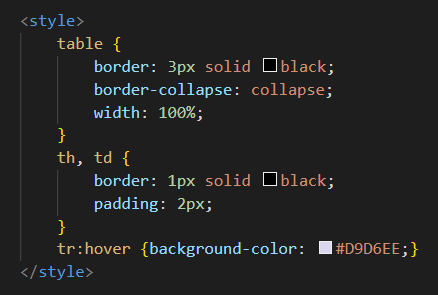 <style>
table {
border: 3px solid black;
border-collapse: collapse;
width: 100%;
}
th, td {
border: 1px solid black;
padding: 2px;
}
tr:hover {background-color: #D9D6EE;}
</style>